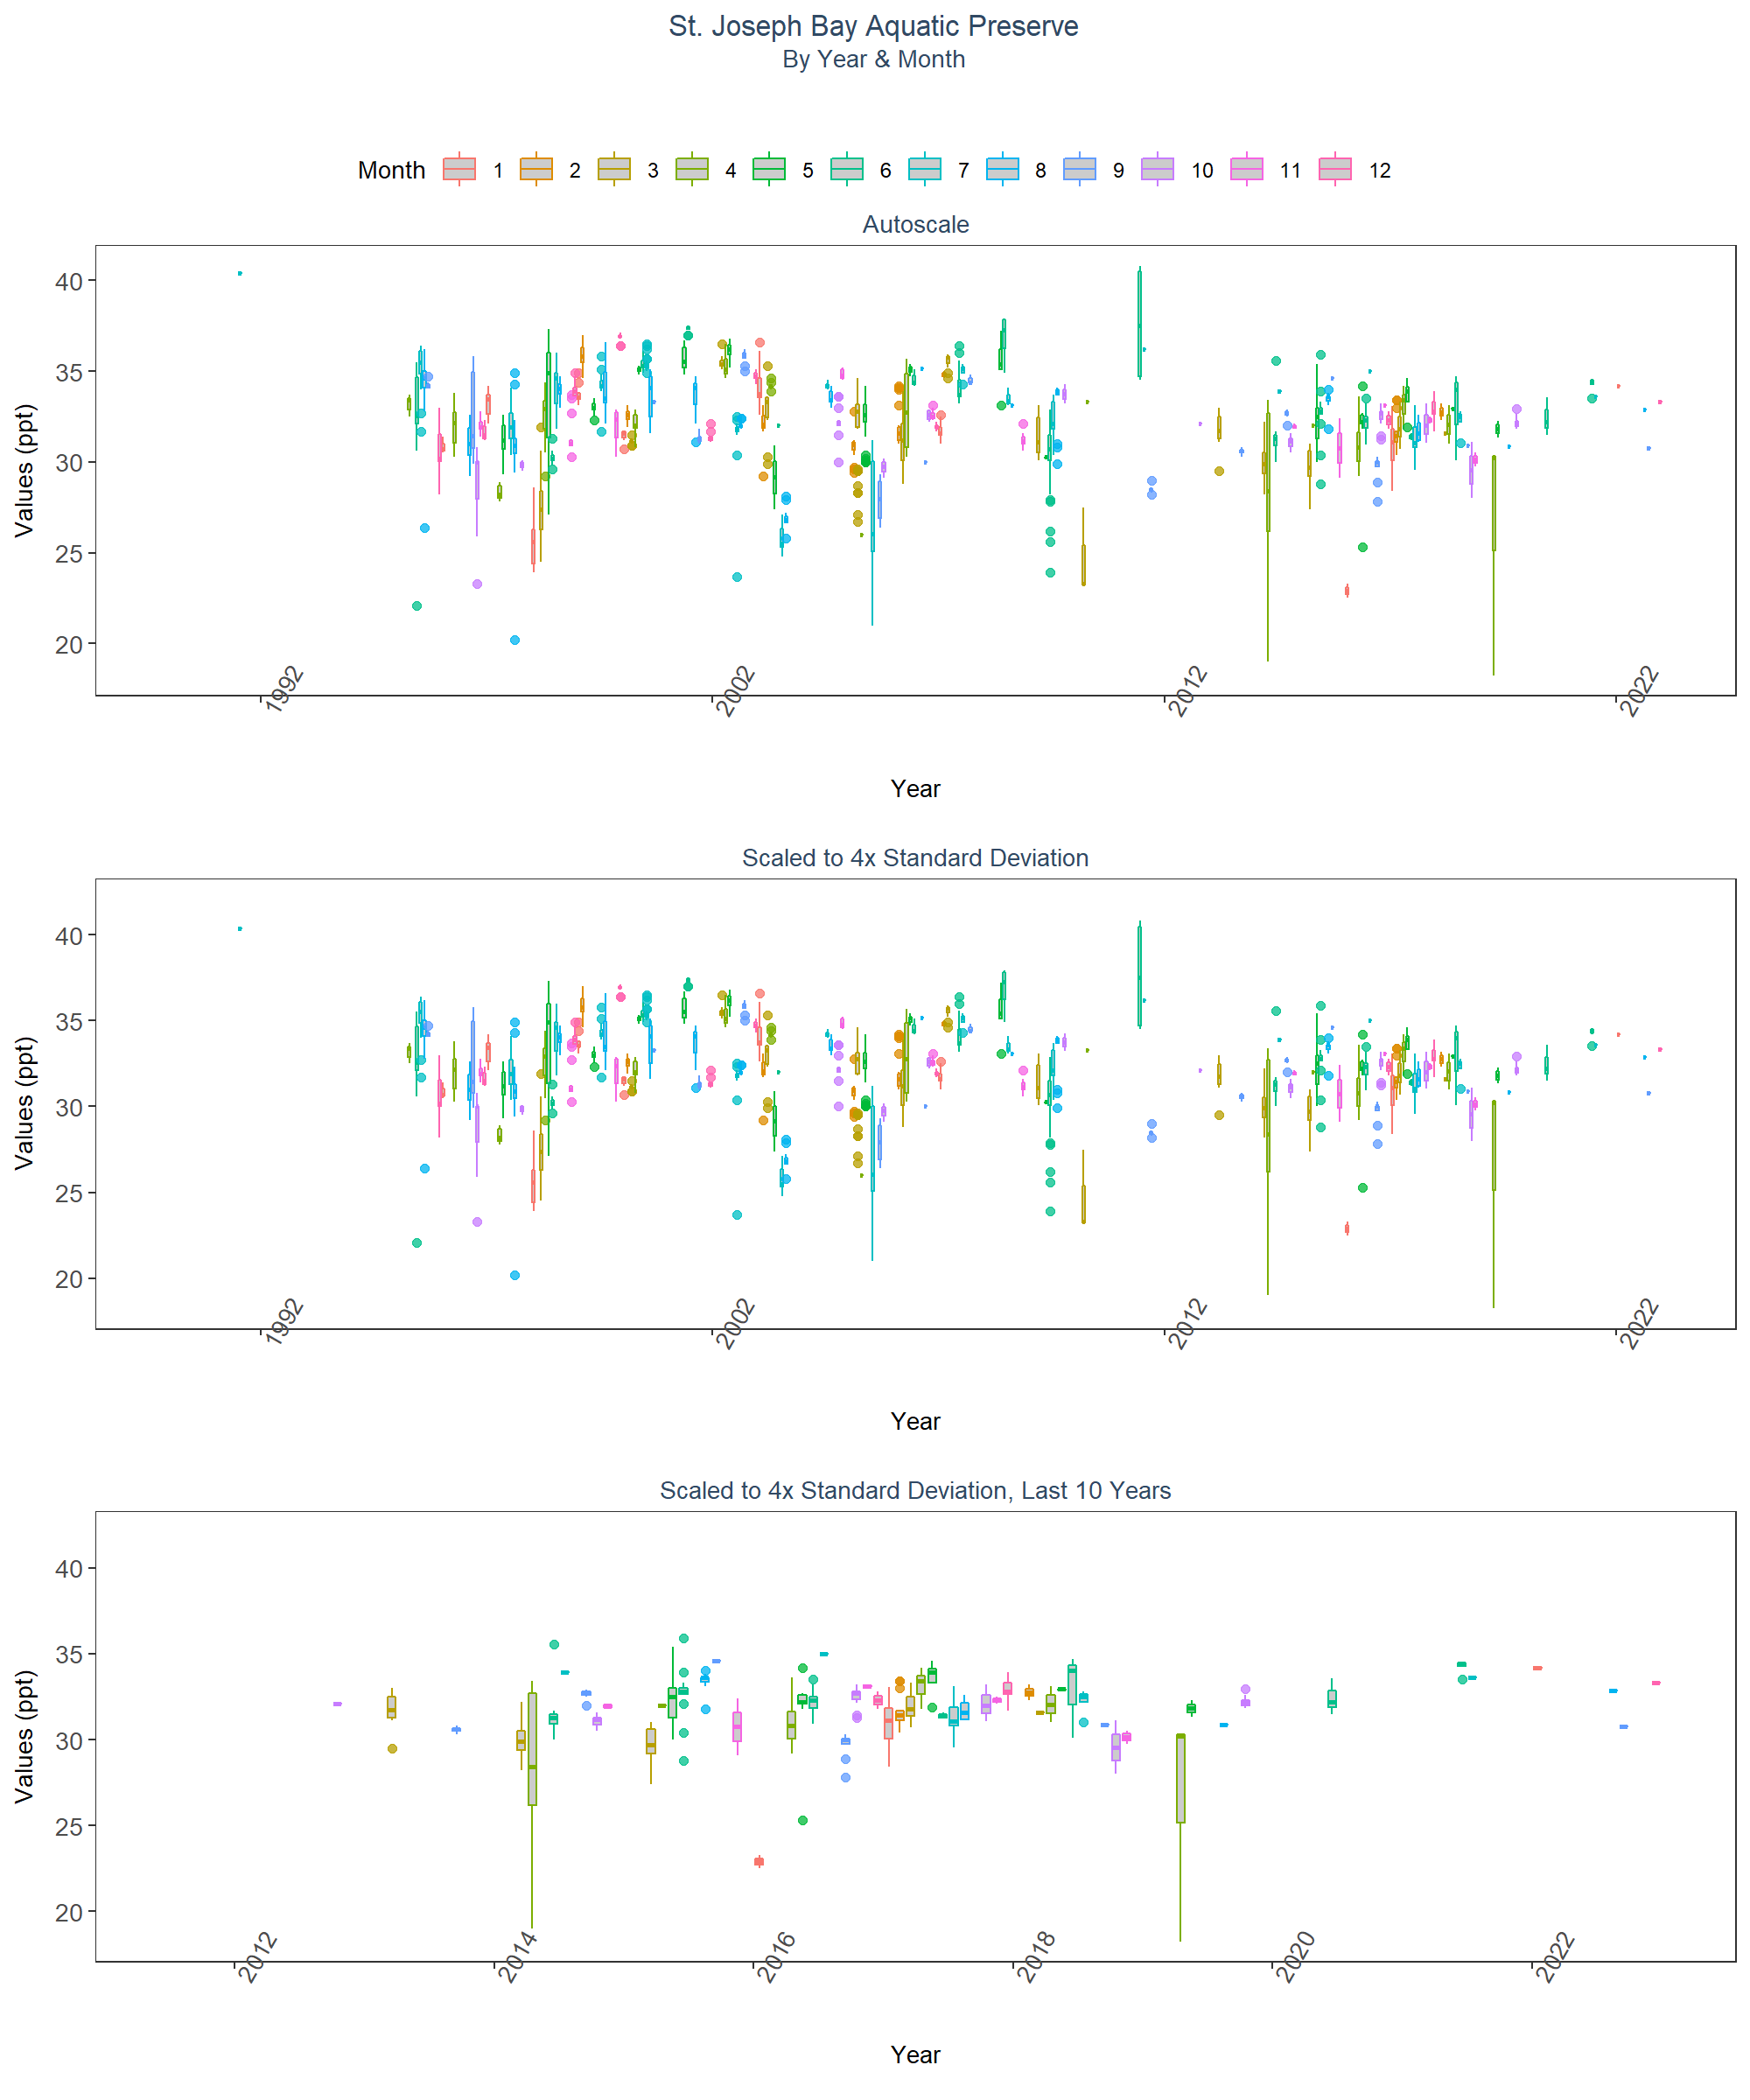 St. Joseph Bay Aquatic Preserve
By Year & Month
Month 1 2 3 4 5 6 7 8 9 10 11 12
Autoscale
Values (ppt)
40
35
30
25
20
1992 2002 2012 2022
Year
Scaled to 4x Standard Deviation
Values (ppt)
40
35
30
25
20
1992 2002 2012 2022
Year
Scaled to 4x Standard Deviation, Last 10 Years
Values (ppt)
40
35
30
25
20
2012 2014 2016 2018 2020 2022
Year